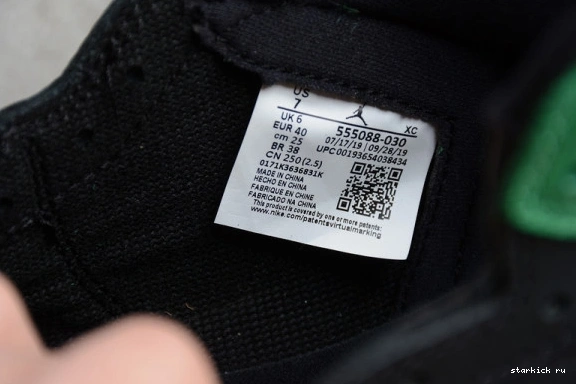 US
7
XC
UK 6
EUR 40
555088-030
cm 25
07/17/19 | 09/28/19
BR 38
UPC 00193654038434
CN 250 (2.5)
0171K3636831K
MADE IN CHINA
HECHO EN CHINA
FABRIQUE EN CHINE
FABRICADO NA CHINA
This product is covered by one or more patents:
www.nike.com/patentsvirtualmarking
starkick ru